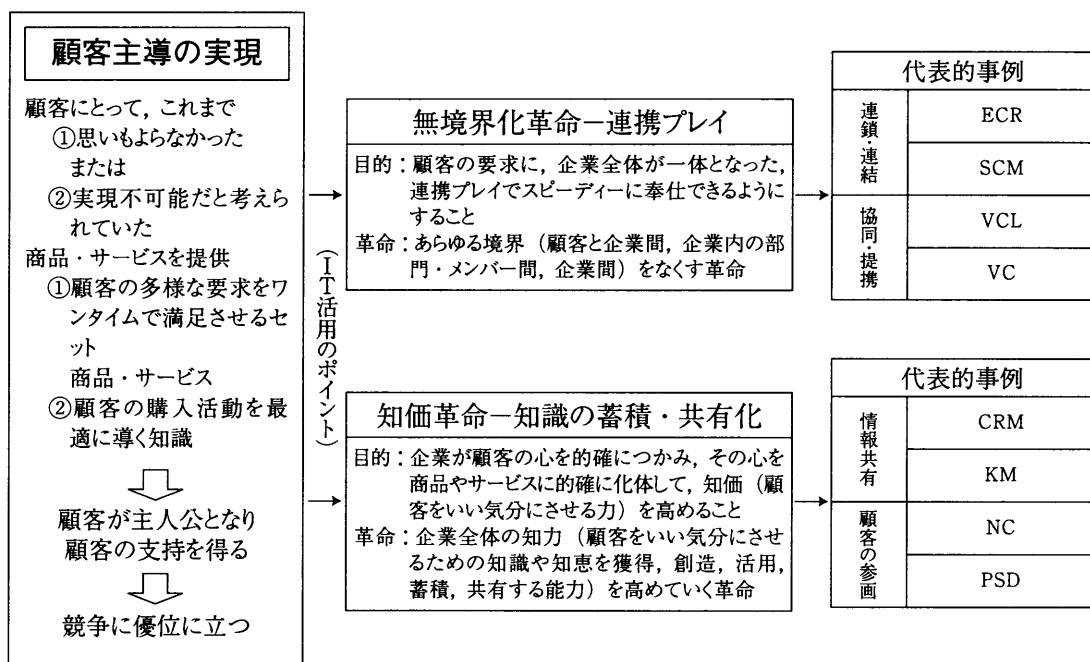 顧客主導の実現
顧客にとって，これまで
①思いもよらなかった
または
②実現不可能だと考えら
れていた
商品・サービスを提供
①顧客の多様な要求をワ
ンタイムで満足させるセ
ット
商品・サービス
②顧客の購入活動を最
適に導く知識
顧客が主人公となり
顧客の支持を得る
競争に優位に立つ
（IT活用のポイント）
無境界化革命－連携プレイ
目的：顧客の要求に，企業全体が一体となった，
連携プレイでスピーディーに奉仕できるように
すること
革命：あらゆる境界（顧客と企業間，企業内の部
門・メンバー間，企業間）をなくす革命
代表的事例
連鎖・連結
ECR
SCM
協同・提携
VCL
VC
知価革命－知識の蓄積・共有化
目的：企業が顧客の心を的確につかみ，その心を
商品やサービスに的確に化体して，知価（顧
客をいい気分にさせる力）を高めること
革命：企業全体の知力（顧客をいい気分にさせ
るための知識や知恵を獲得，創造，活用，
蓄積，共有する能力）を高めていく革命
代表的事例
情報共有
CRM
KM
顧客の参画
NC
PSD